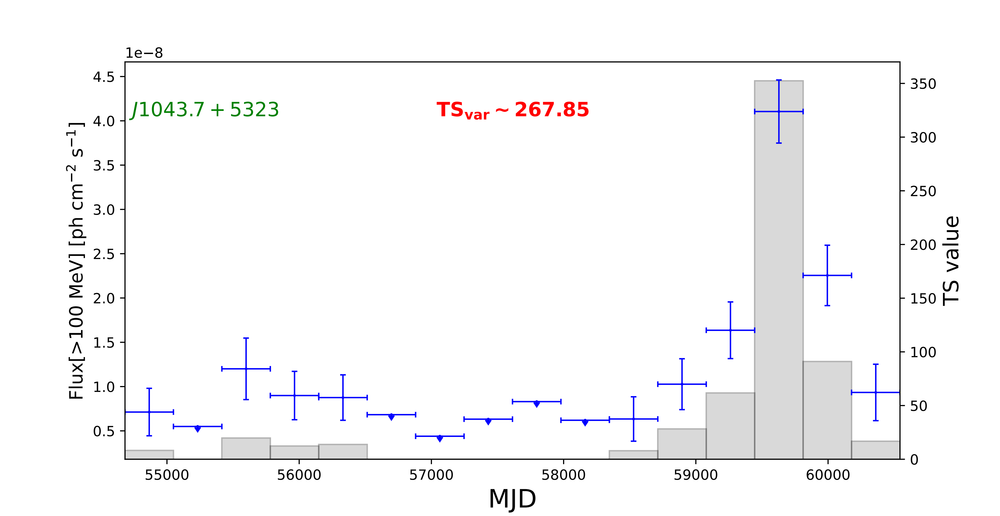 1e−8
J1043.7 + 5323
TSvar ~ 267.85
Flux[>100 MeV] [ph cm−2 s−1]
4.5
4.0
3.5
3.0
2.5
2.0
1.5
1.0
0.5
350
300
250
200
150
100
50
0
TS value
55000 56000 57000 58000 59000 60000
MJD